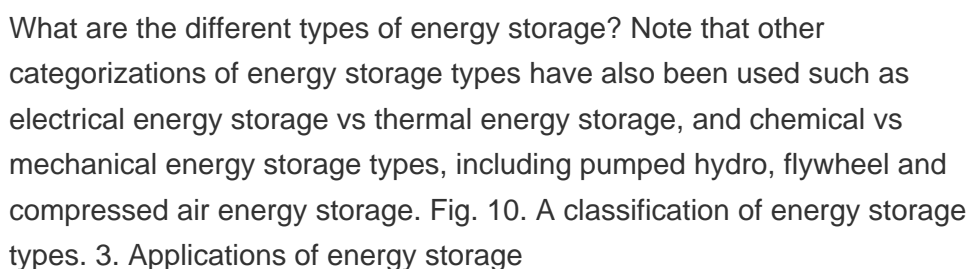 What are the different types of energy storage? Note that other
categorizations of energy storage types have also been used such as
electrical energy storage vs thermal energy storage, and chemical vs
mechanical energy storage types, including pumped hydro, flywheel and
compressed air energy storage. Fig. 10. A classification of energy storage
types. 3. Applications of energy storage